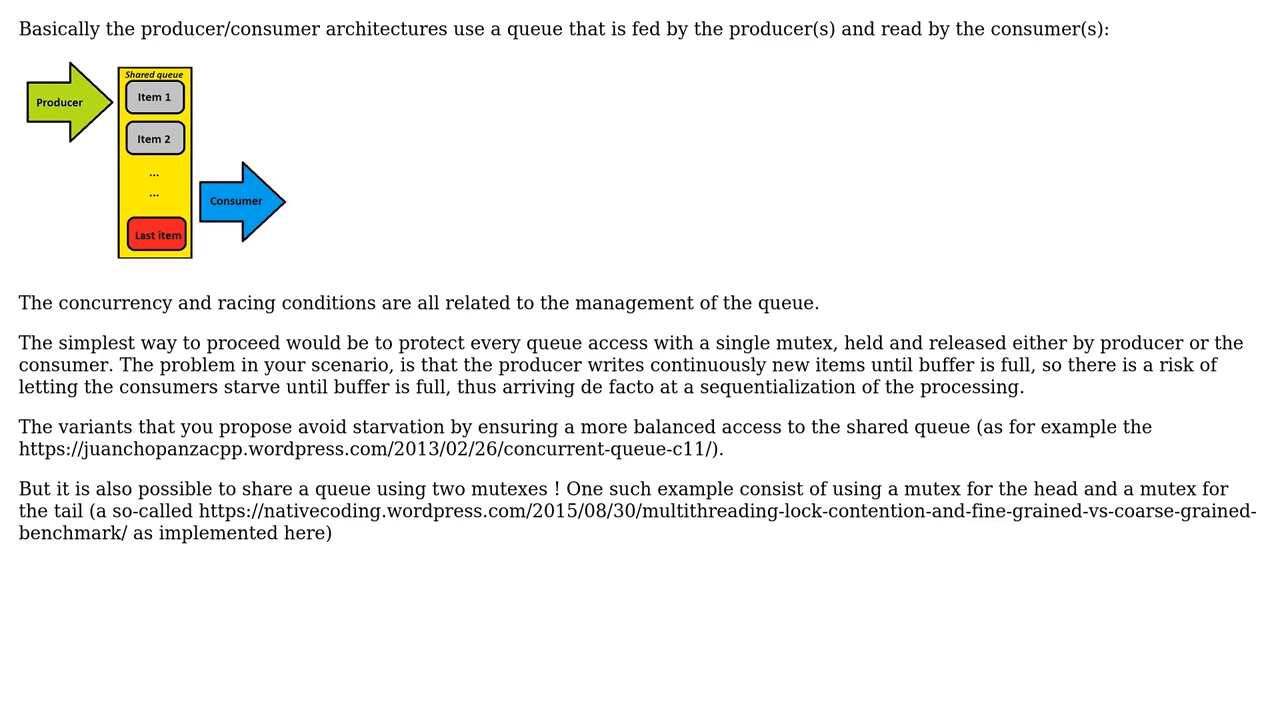 Basically the producer/consumer architectures use a queue that is fed by the producer(s) and read by the consumer(s):
Shared queue
Producer
Item 1
Item 2
...
...
Consumer
Last item
The concurrency and racing conditions are all related to the management of the queue.
The simplest way to proceed would be to protect every queue access with a single mutex, held and released either by producer or the
consumer. The problem in your scenario, is that the producer writes continuously new items until buffer is full, so there is a risk of
letting the consumers starve until buffer is full, thus arriving de facto at a sequentialization of the processing.
The variants that you propose avoid starvation by ensuring a more balanced access to the shared queue (as for example the
https://juanchopanzacpp.wordpress.com/2013/02/26/concurrent-queue-c11/).
But it is also possible to share a queue using two mutexes ! One such example consist of using a mutex for the head and a mutex for
the tail (a so-called https://nativecoding.wordpress.com/2015/08/30/multithreading-lock-contention-and-fine-grained-vs-coarse-grained-
benchmark/ as implemented here)